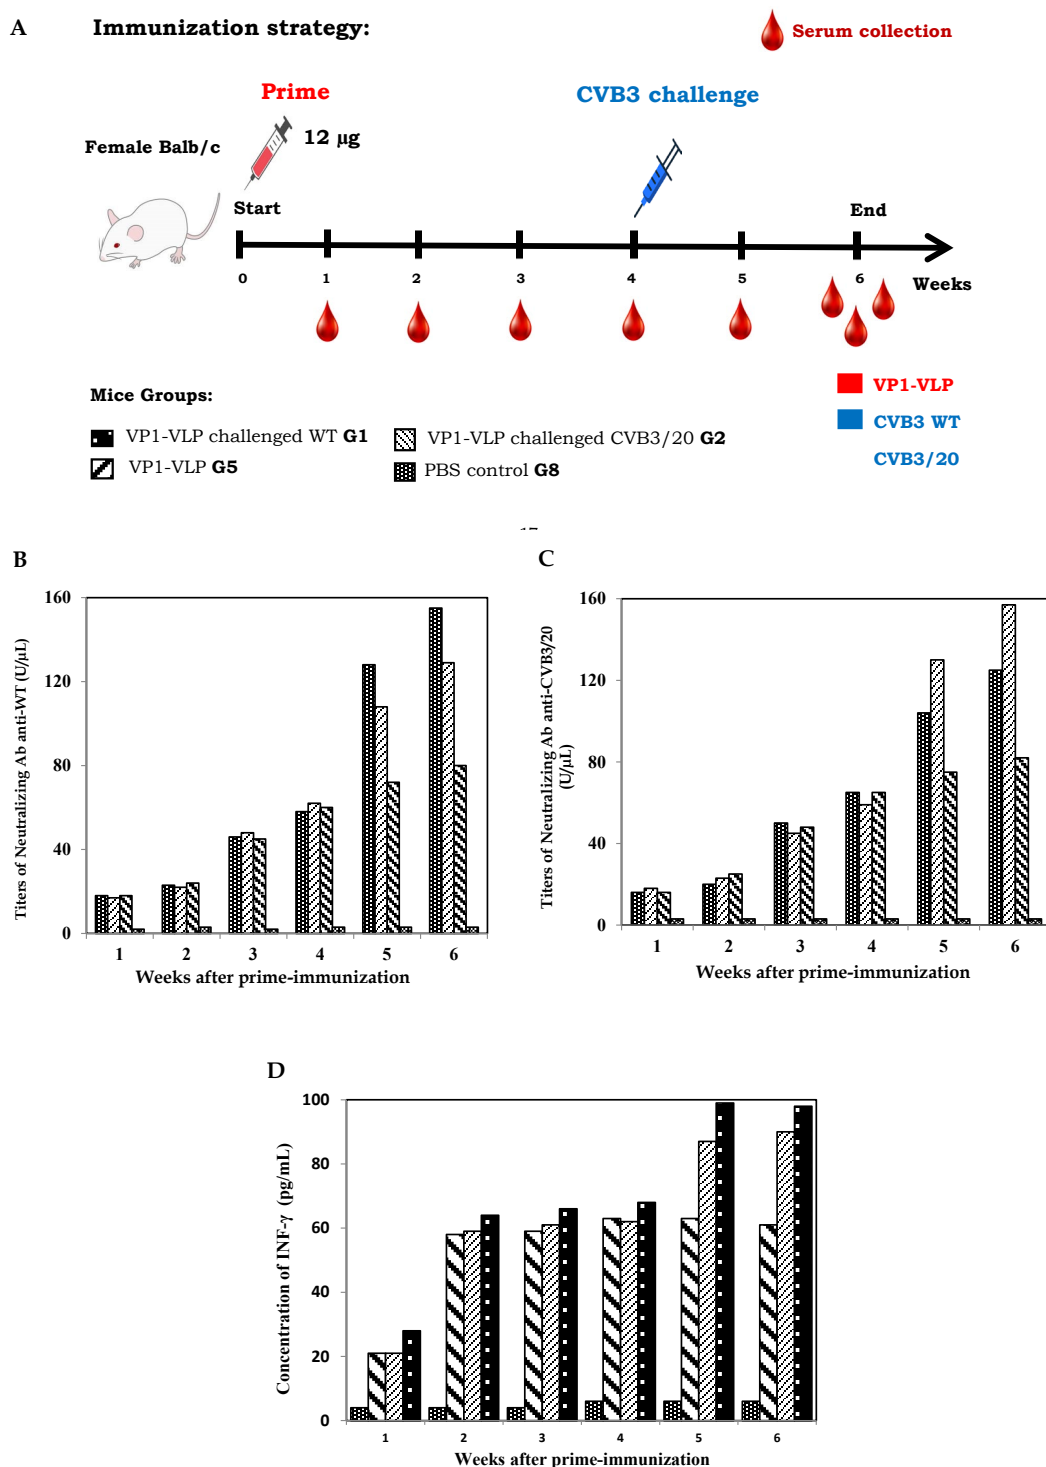 A Immunization strategy:
Serum collection
Prime
CVB3 challenge
12 µg
Female Balb/c
Start
End
0 1 2 3 4 5 6
Weeks
Mice Groups:
VP1-VLP
VP1-VLP challenged WT G1
VP1-VLP challenged CVB3/20 G2
CVB3 WT
VP1-VLP G5
PBS control G8
CVB3/20
B
Titers of Neutralizing Ab anti-WT (U/µL)
160
120
80
40
0
1 2 3 4 5 6
Weeks after prime-immunization
C
Titers of Neutralizing Ab anti-CVB3/20
(U/µL)
160
120
80
40
0
1 2 3 4 5 6
Weeks after prime-immunization
D
Concentration of INF-γ (pg/mL)
100
80
60
40
20
0
1 2 3 4 5 6
Weeks after prime-immunization